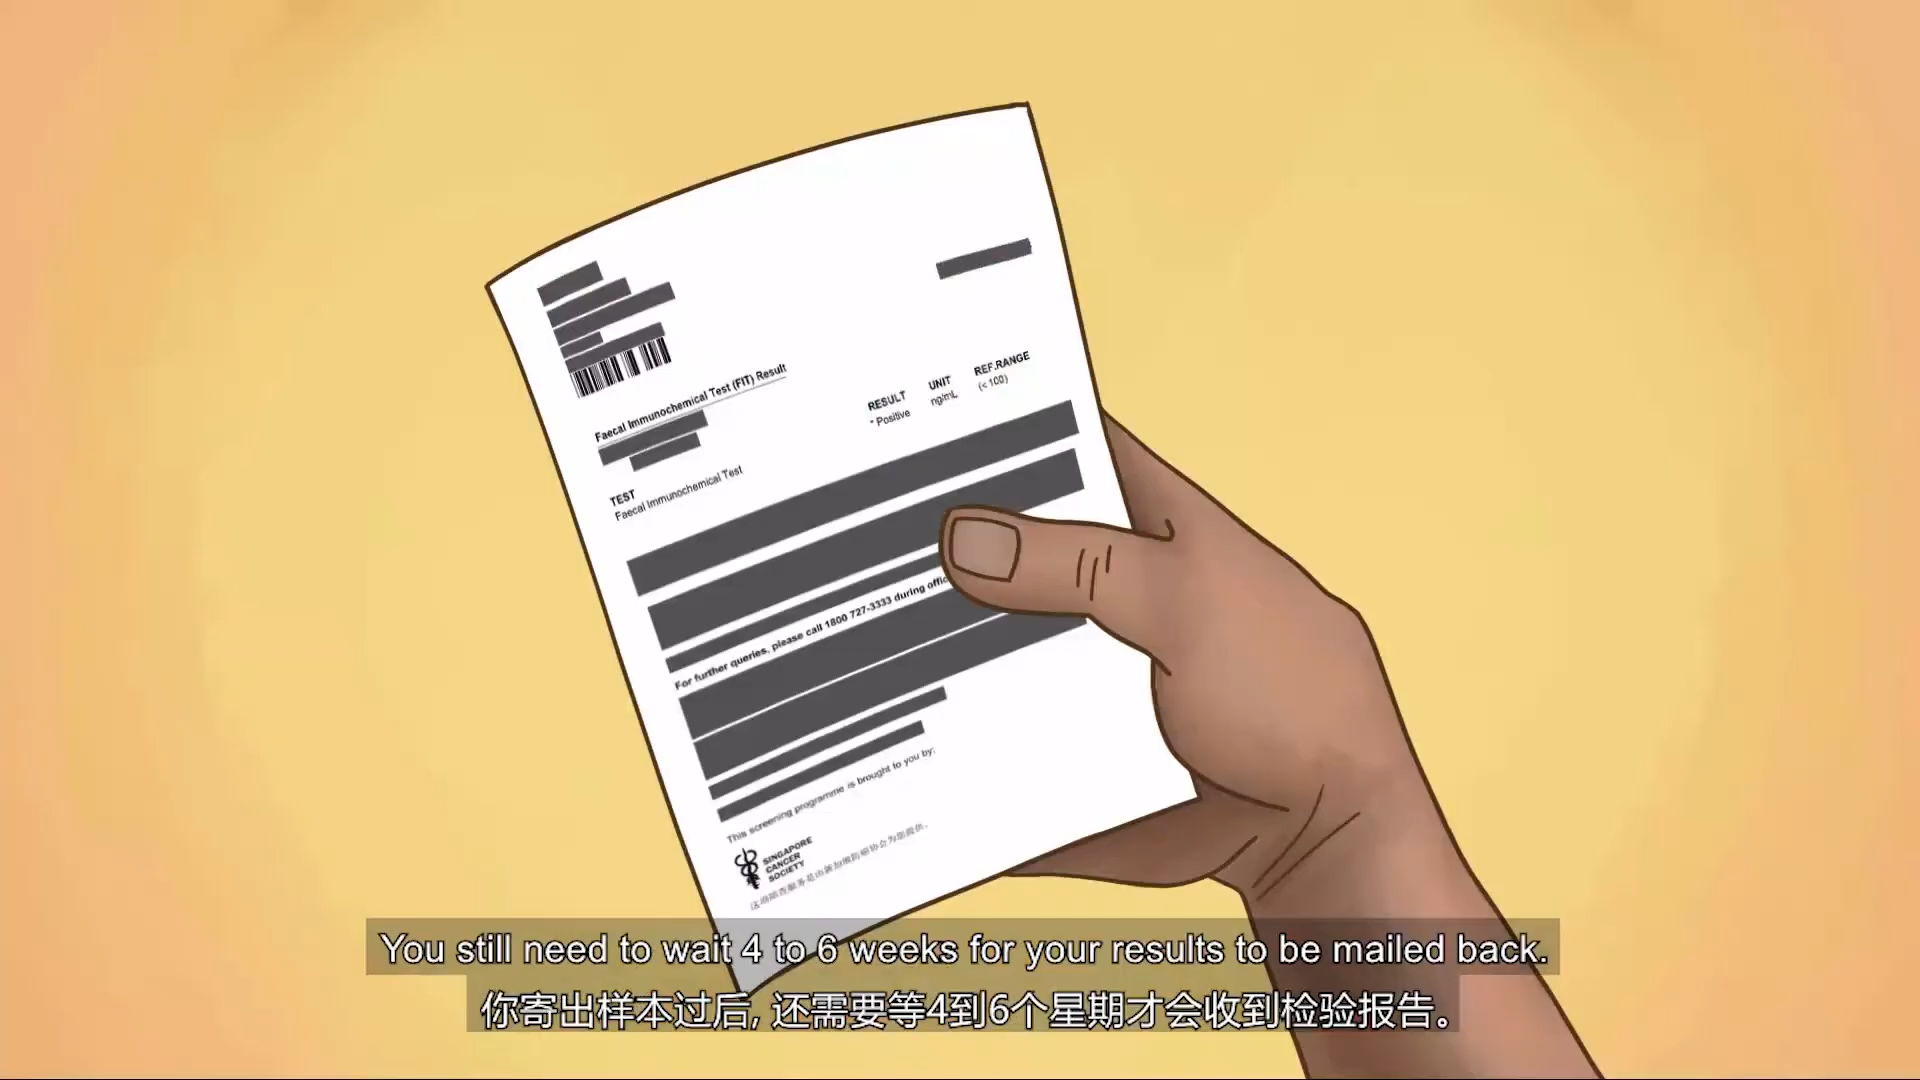 Faecal Immunochemical Test (FIT) Result
RESULT UNIT REF.RANGE
* Positive ng/mL (< 100)
TEST
Faecal Immunochemical Test
For further queries, please call 1800 727-3333 during offic
This screening programme is brought to you by:
SINGAPORE
CANCER
SOCIETY
You still need to wait 4 to 6 weeks for your results to be mailed back.
你寄出样本过后, 还需要等4到6个星期才会收到检验报告。